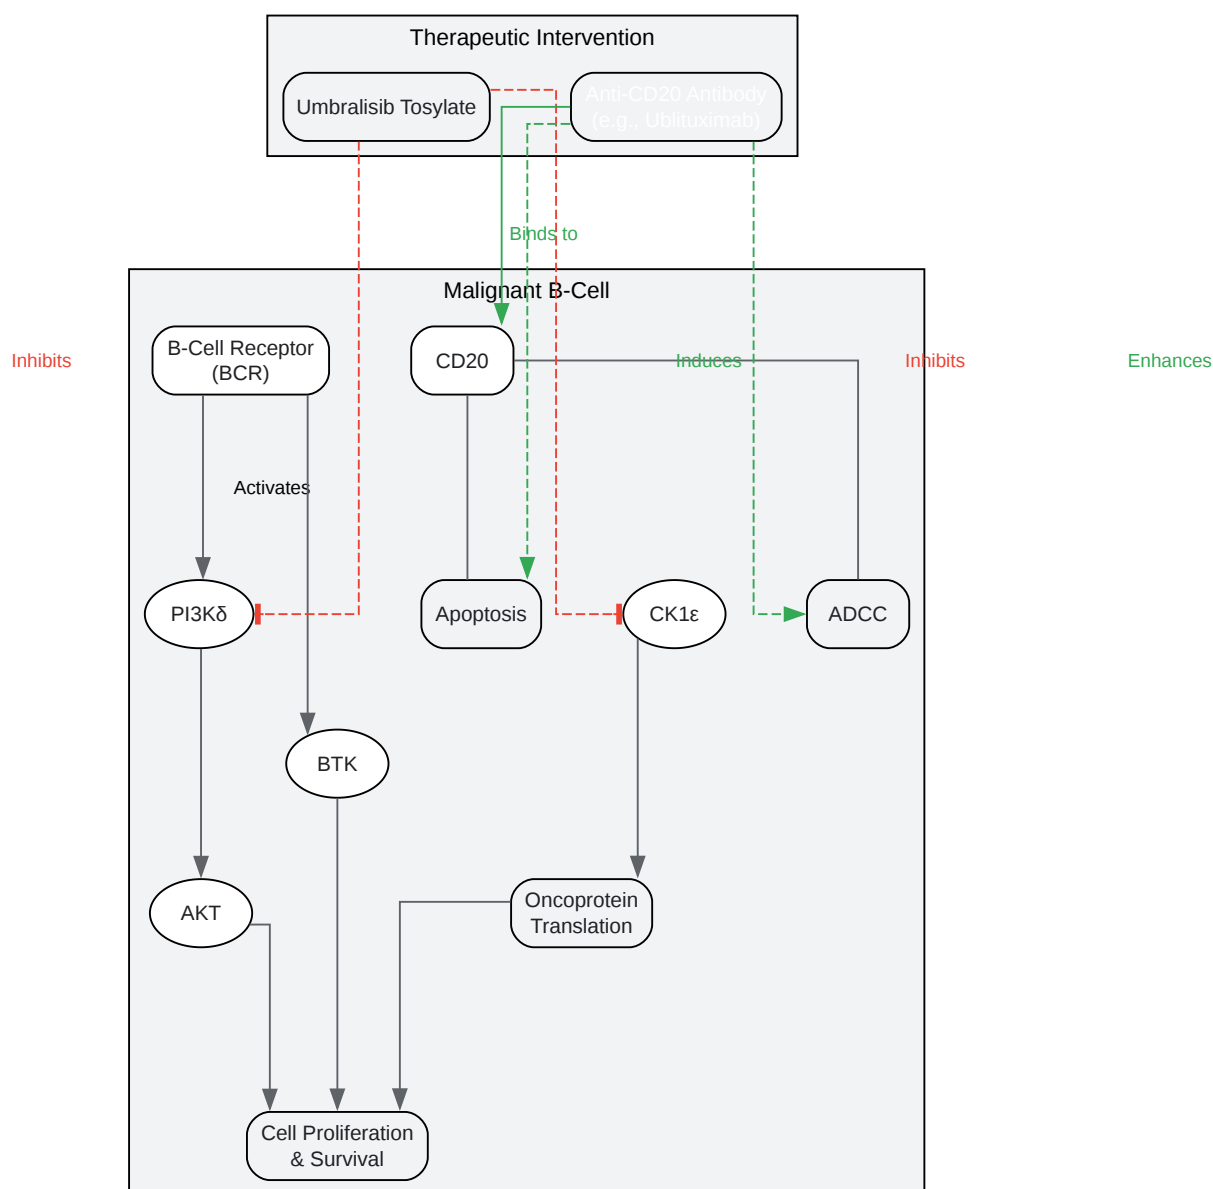 Therapeutic Intervention
Umbralisib Tosylate
Anti-CD20 Antibody
(e.g., Ublituximab)
Binds to
Malignant B-Cell
B-Cell Receptor
(BCR)
CD20
Inhibits
Induces
Inhibits
Enhances
Activates
PI3Kδ
Apoptosis
CK1ε
ADCC
BTK
AKT
Oncoprotein
Translation
Cell Proliferation
& Survival